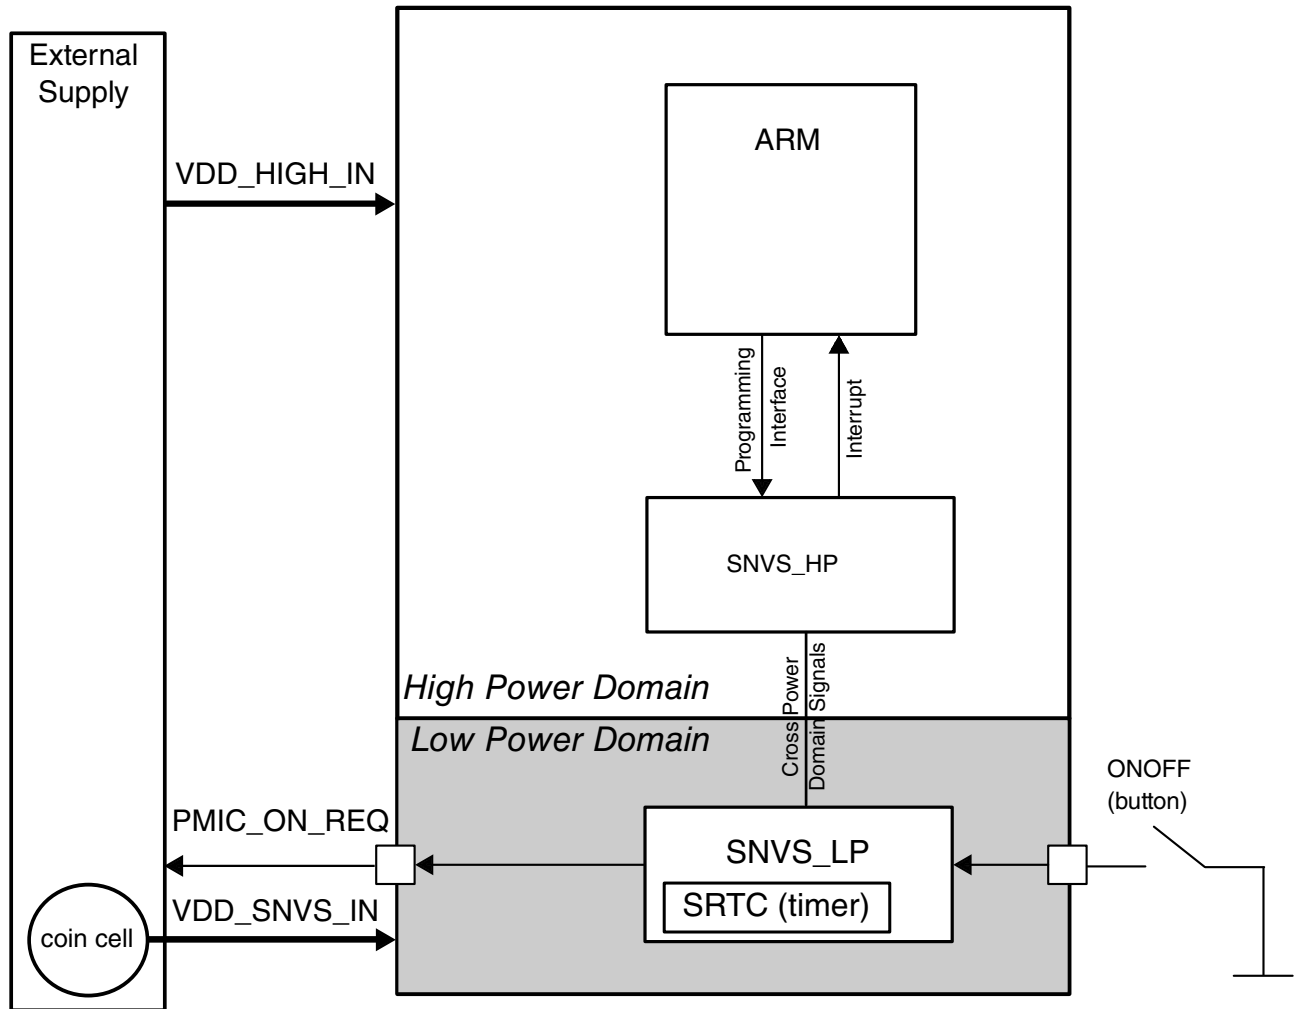 External
Supply
VDD_HIGH_IN
ARM
Programming
Interface
Interrupt
SNVS_HP
Cross Power
Domain Signals
High Power Domain
Low Power Domain
ONOFF
(button)
PMIC_ON_REQ
SNVS_LP
SRTC (timer)
VDD_SNVS_IN
coin cell